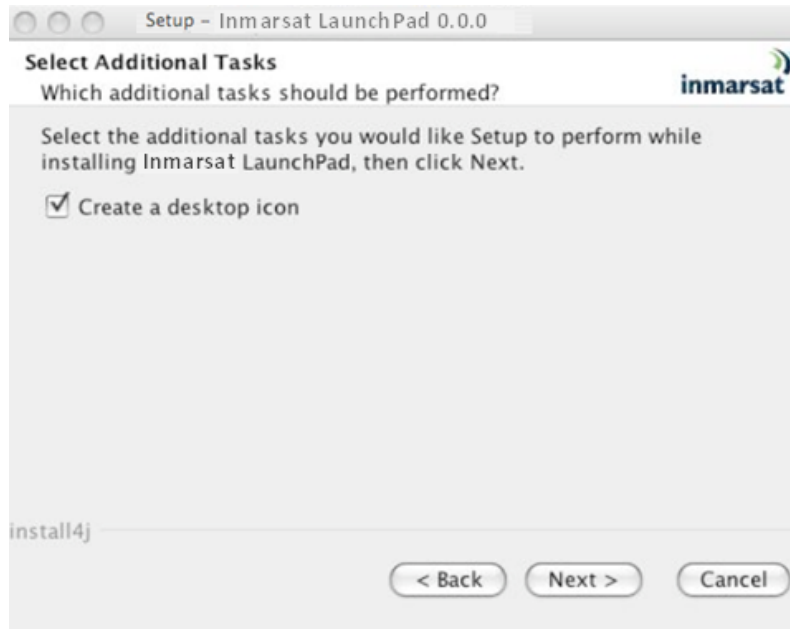 Setup – Inmarsat LaunchPad 0.0.0
Select Additional Tasks
Which additional tasks should be performed?
inmarsat
Select the additional tasks you would like Setup to perform while
installing Inmarsat LaunchPad, then click Next.
Create a desktop icon
install4j
< Back Next > Cancel